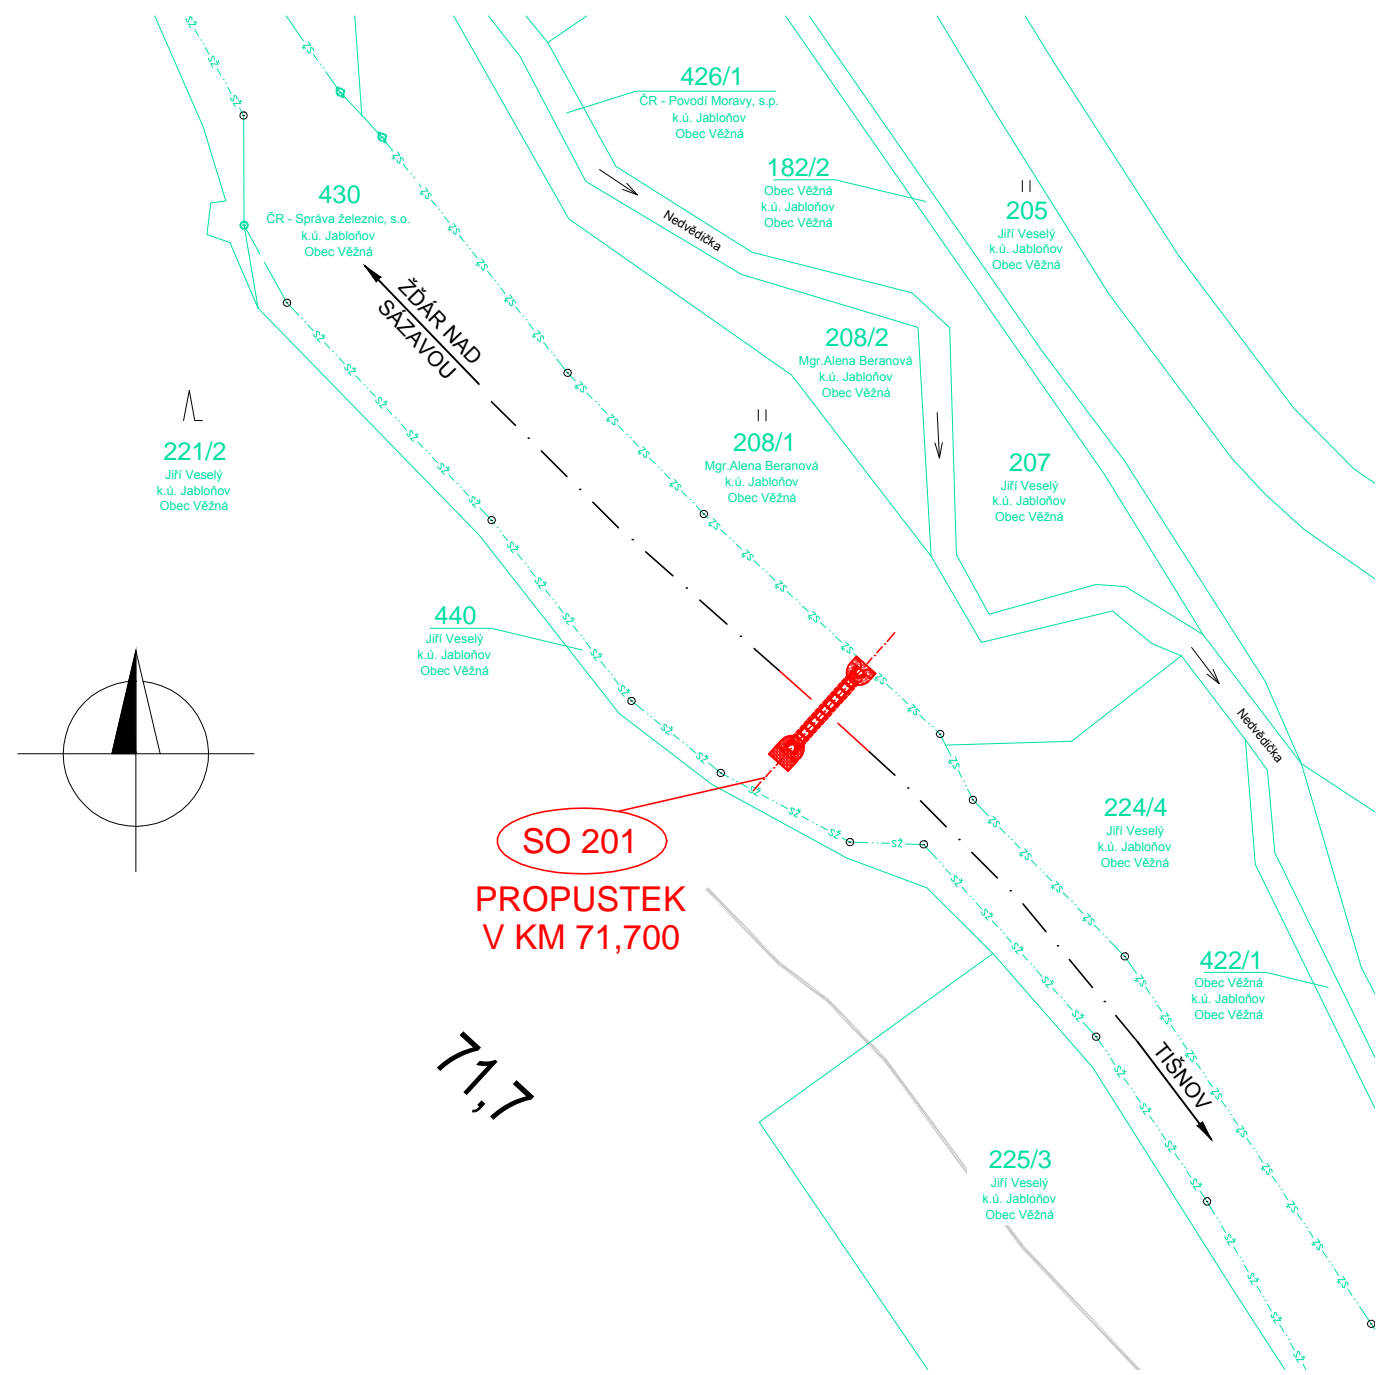 426/1
ČR - Povodí Moravy, s.p.
k.ú. Jabloňov
Obec Věžná
182/2
Obec Věžná
k.ú. Jabloňov
Obec Věžná
430
ČR - Správa železnic, s.o.
k.ú. Jabloňov
Obec Věžná
205
Jiří Veselý
k.ú. Jabloňov
Obec Věžná
Nedvědička
ŽĎÁR NAD
SÁZAVOU
208/2
Mgr.Alena Beranová
k.ú. Jabloňov
Obec Věžná
221/2
Jiří Veselý
k.ú. Jabloňov
Obec Věžná
208/1
Mgr.Alena Beranová
k.ú. Jabloňov
Obec Věžná
207
Jiří Veselý
k.ú. Jabloňov
Obec Věžná
440
Jiří Veselý
k.ú. Jabloňov
Obec Věžná
Nedvědička
SO 201
PROPUSTEK
V KM 71,700
224/4
Jiří Veselý
k.ú. Jabloňov
Obec Věžná
422/1
Obec Věžná
k.ú. Jabloňov
Obec Věžná
71,7
TIŠNOV
225/3
Jiří Veselý
k.ú. Jabloňov
Obec Věžná